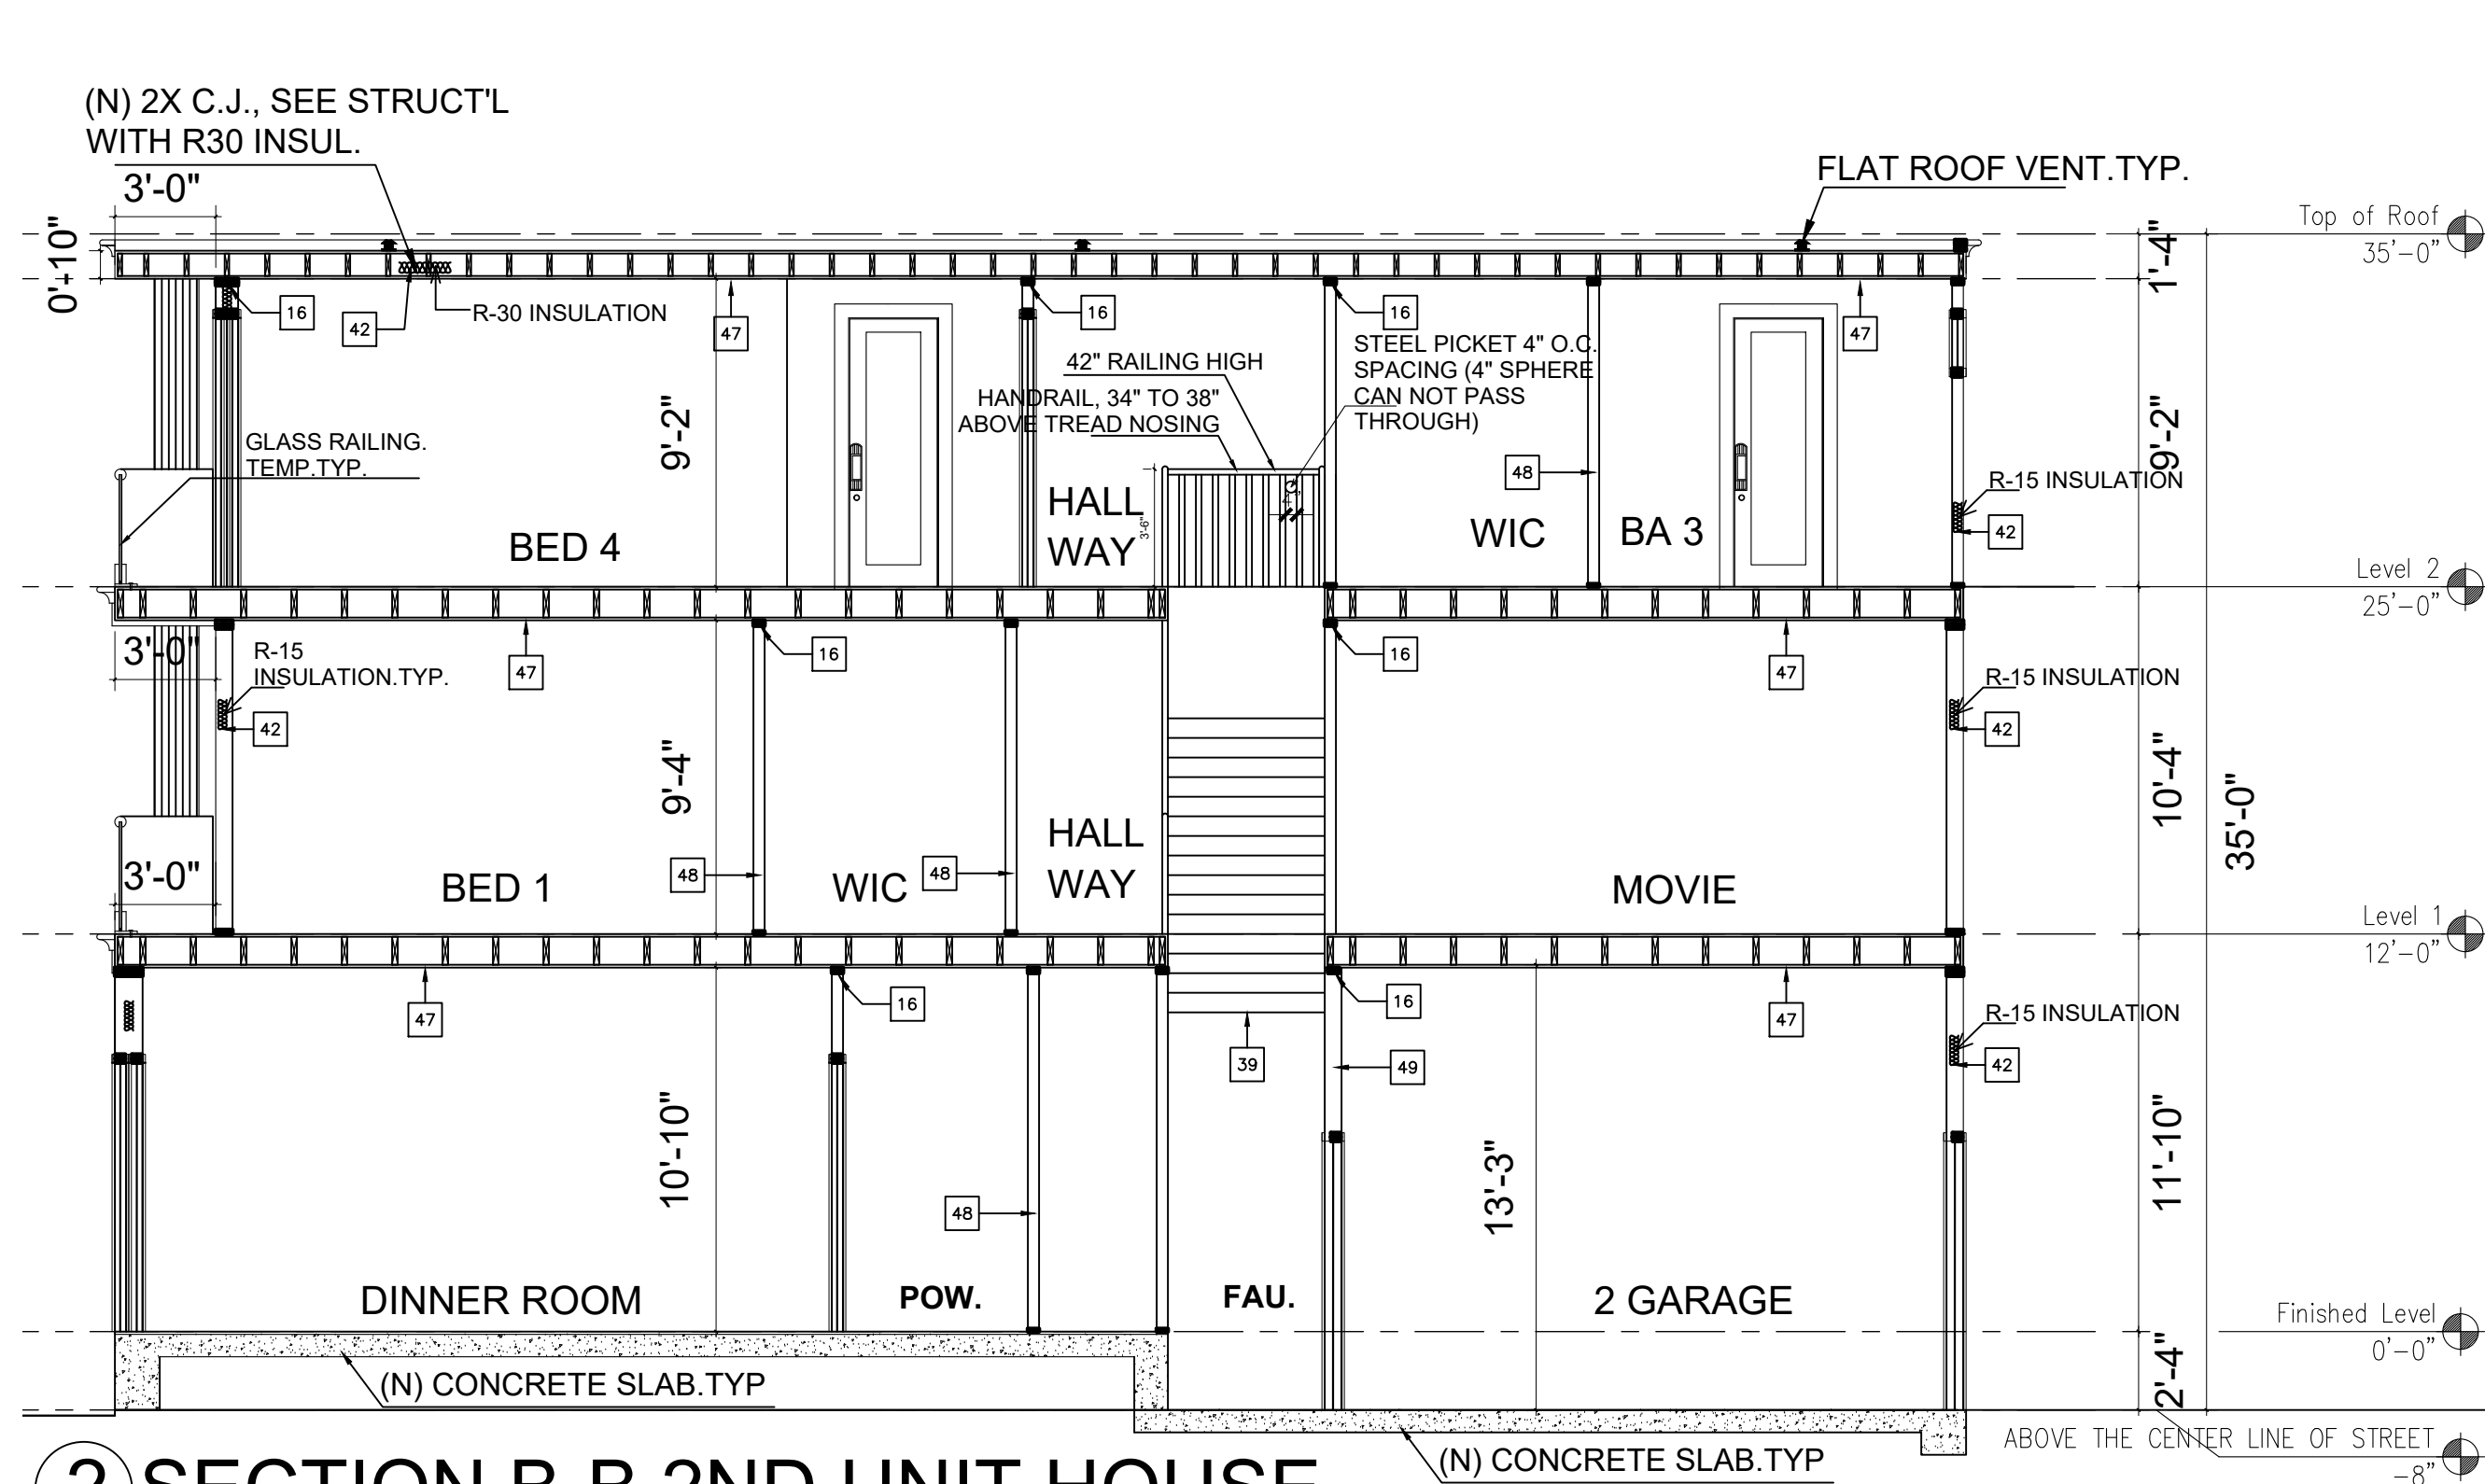 (N) 2X C.J., SEE STRUCT'L
WITH R30 INSUL.
3'-0"
0'-10"
FLAT ROOF VENT.TYP.
Top of Roof
35'-0"
1'-4"
16
42
R-30 INSULATION
47
16
16
47
STEEL PICKET 4" O.C.
SPACING (4" SPHERE
CAN NOT PASS
THROUGH)
42" RAILING HIGH
HANDRAIL, 34" TO 38"
ABOVE TREAD NOSING
GLASS RAILING.
TEMP.TYP.
9'-2"
9'-2"
48
R-15 INSULATION
42
BED 4
HALL
WAY
3'-6"
WIC
BA 3
Level 2
25'-0"
3'-0"
R-15
INSULATION.TYP.
42
47
16
16
47
R-15 INSULATION
42
9'-4"
10'-4"
35'-0"
3'-0"
BED 1
48
WIC
48
HALL
WAY
MOVIE
Level 1
12'-0"
47
16
16
47
R-15 INSULATION
42
39
49
10'-10"
13'-3"
11'-10"
48
DINNER ROOM
POW.
FAU.
2 GARAGE
Finished Level
0'-0"
2'-4"
(N) CONCRETE SLAB.TYP
(N) CONCRETE SLAB.TYP
ABOVE THE CENTER LINE OF STREET
-8"
2 SECTION B-B 2ND UNIT HOUSE